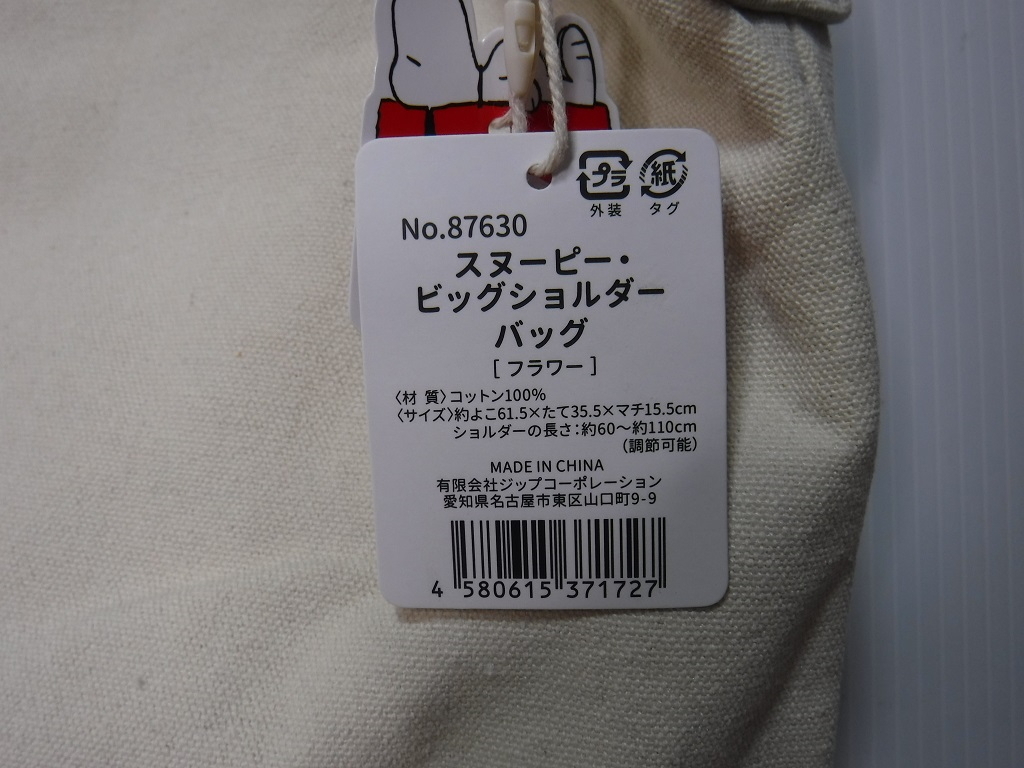 プラ 紙
外装 タグ
No.87630
スヌーピー・
ビッグショルダー
バッグ
[ フラワー ]
〈材 質〉コットン100%
〈サイズ〉約よこ61.5×たて35.5×マチ15.5cm
ショルダーの長さ:約60〜約110cm
(調節可能)
MADE IN CHINA
有限会社ジップコーポレーション
愛知県名古屋市東区山口町9-9
4 580615 371727